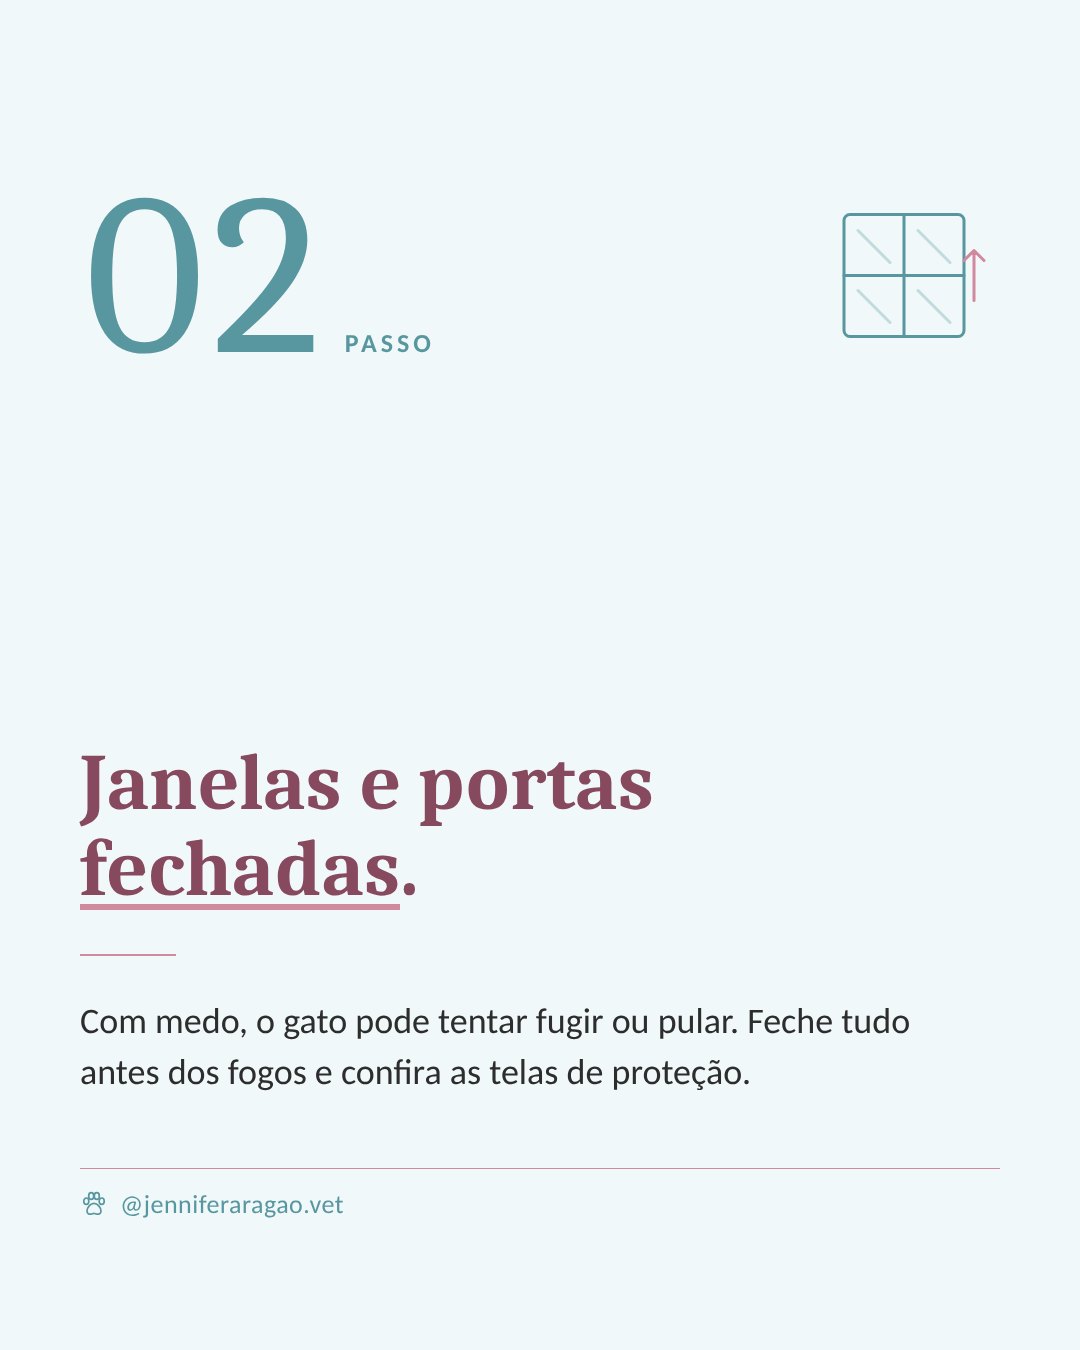 02 PASSO
Janelas e portas
fechadas.
Com medo, o gato pode tentar fugir ou pular. Feche tudo
antes dos fogos e confira as telas de proteção.
@jenniferaragao.vet